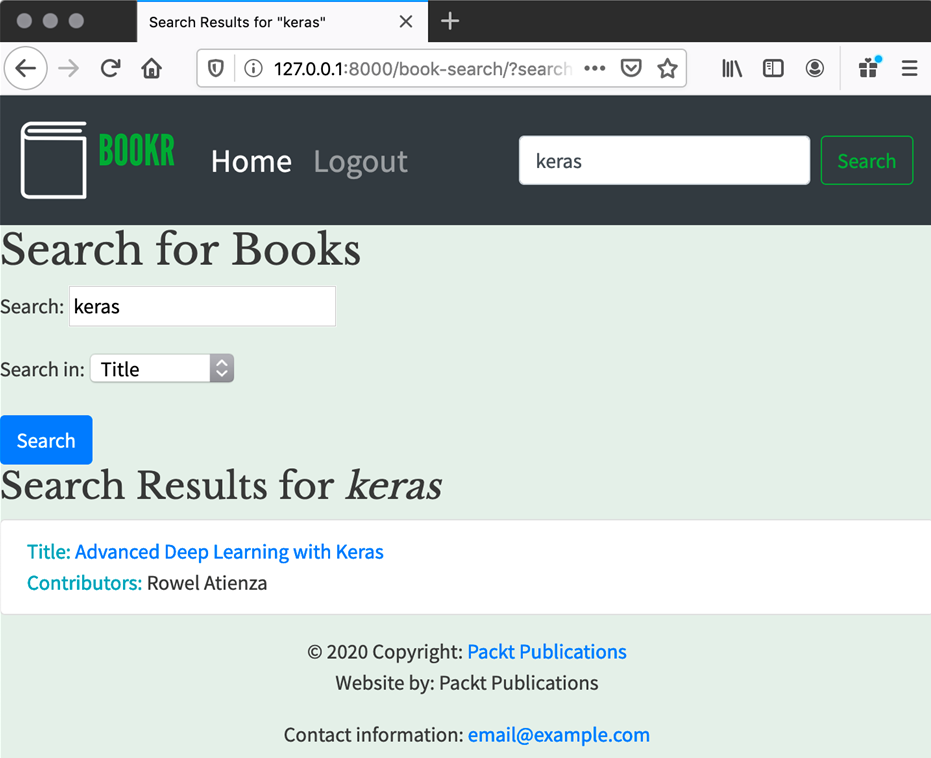 Search Results for "keras"
127.0.0.1:8000/book-search/?search
BOOKR Home Logout keras Search
Search for Books
Search: keras
Search in: Title
Search
Search Results for keras
Title: Advanced Deep Learning with Keras
Contributors: Rowel Atienza
© 2020 Copyright: Packt Publications
Website by: Packt Publications
Contact information: email@example.com